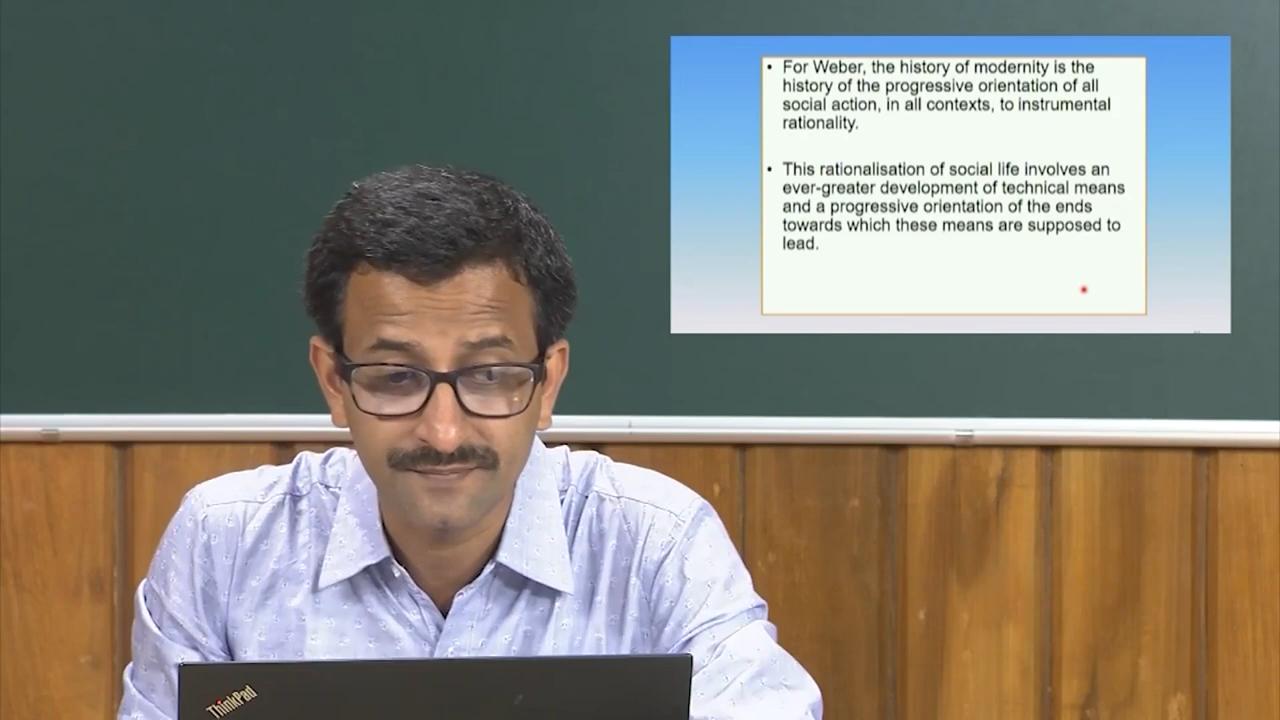 • For Weber, the history of modernity is the
history of the progressive orientation of all
social action, in all contexts, to instrumental
rationality.
• This rationalisation of social life involves an
ever-greater development of technical means
and a progressive orientation of the ends
towards which these means are supposed to
lead.
ThinkPad